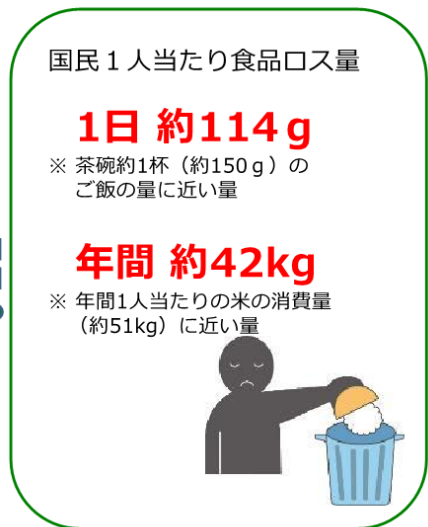 国民１人当たり食品ロス量
1日 約114ｇ
※ 茶碗約1杯（約150ｇ）の
ご飯の量に近い量
年間 約42kg
※ 年間1人当たりの米の消費量
（約51kg）に近い量